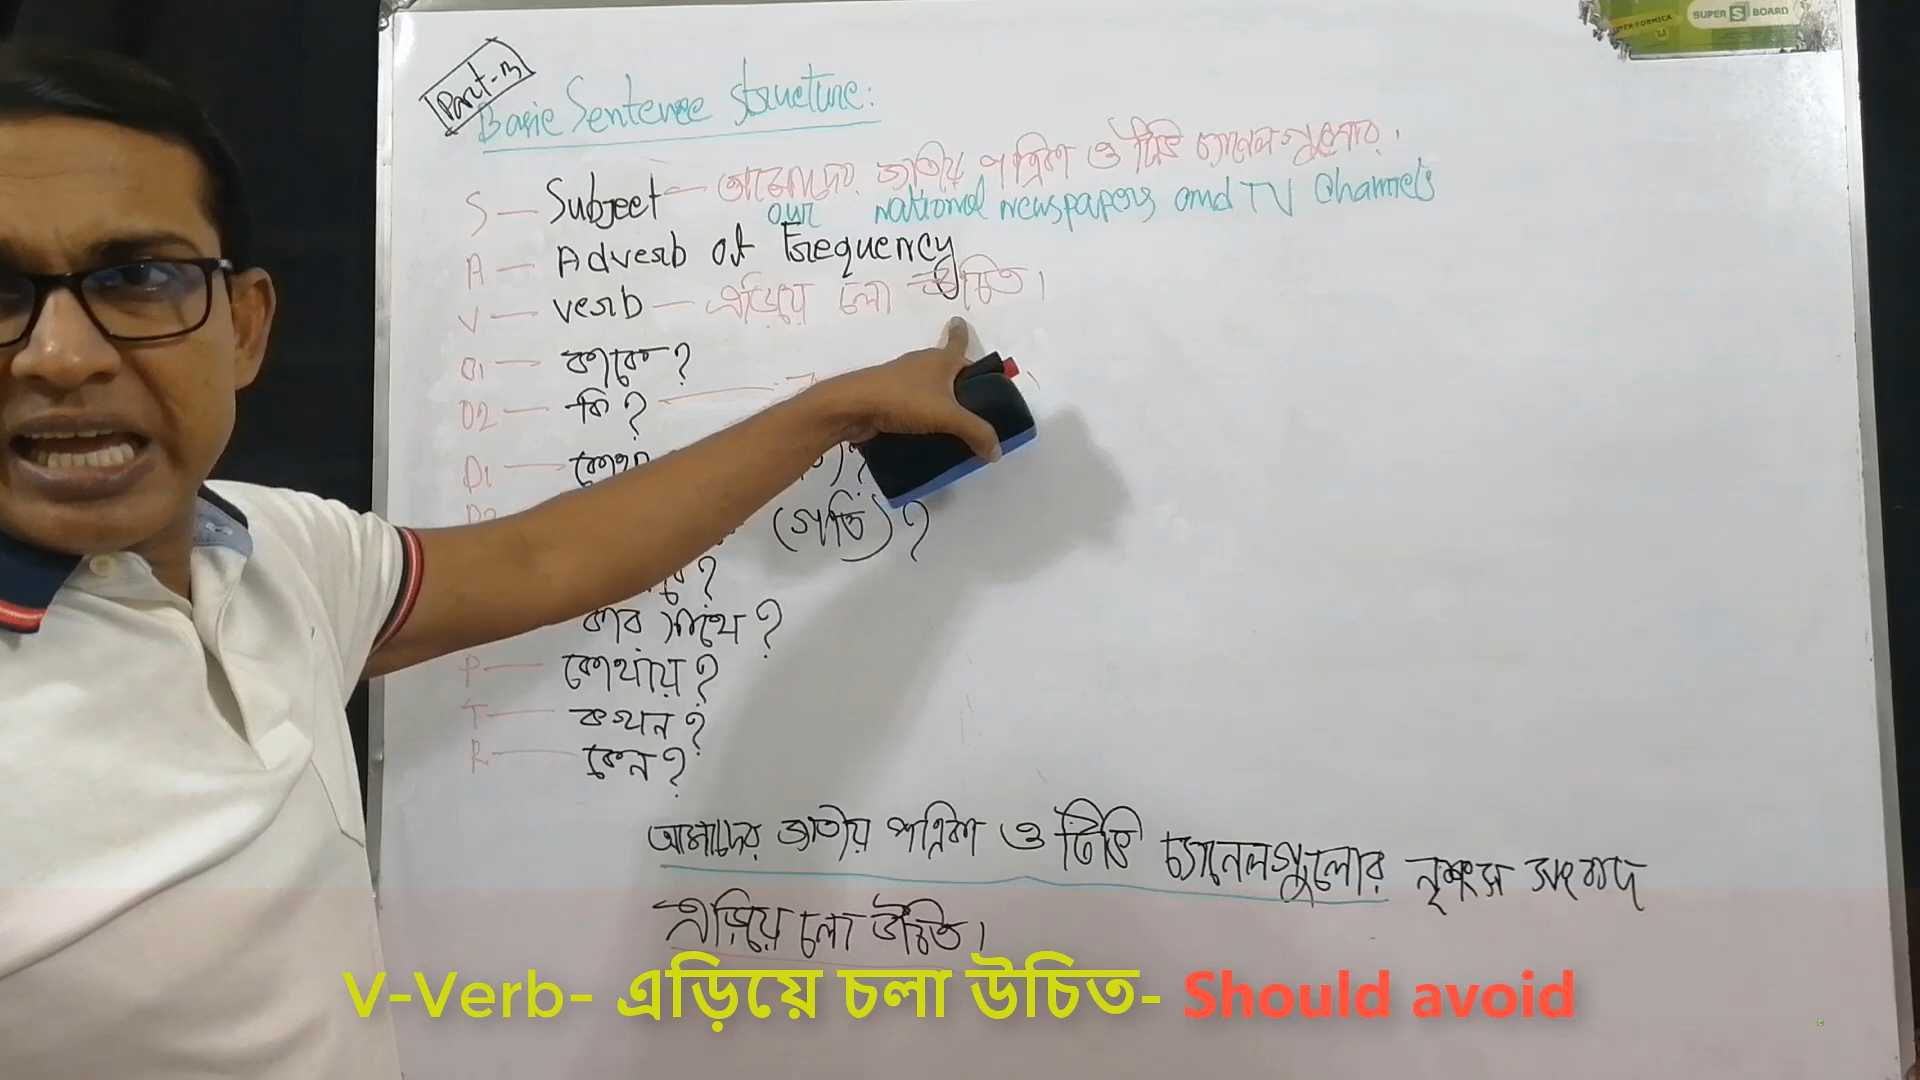 Part-3
Basic Sentence Structure:
S — Subject — আমাদের জাতীয় পত্রিকা ও টিভি চ্যানেলগুলোর।
our national newspapers and TV Channels
A — Adverb of Frequency
V — verb — এড়িয়ে চলা উচিত।
O1 — কাকে?
O2 — কি?
D1 —
(গতি)?
কার সাথে?
P — কোথায়?
T — কখন?
R — কেন?
আমাদের জাতীয় পত্রিকা ও টিভি চ্যানেলগুলোর নৃশংস সংবাদ
এড়িয়ে চলা উচিত।
V-Verb- এড়িয়ে চলা উচিত- Should avoid
SUPER S BOARD